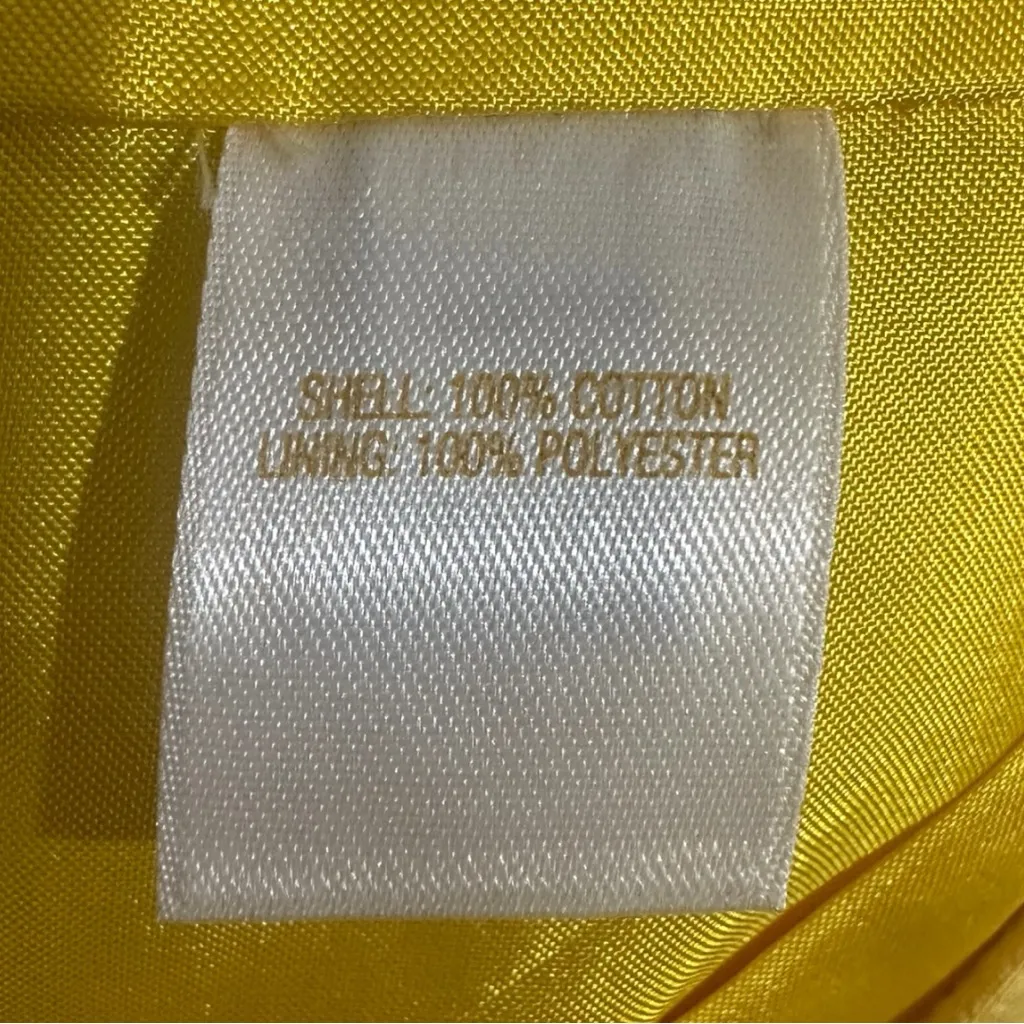 SHELL: 100% COTTON
LINING: 100% POLYESTER